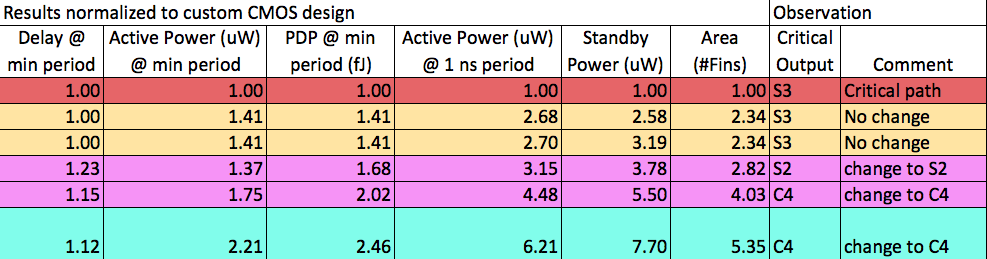 Results normalized to custom CMOS design Observation
Delay @ Active Power (uW) PDP @ min Active Power (uW) Standby Area Critical
min period @ min period period (fJ) @ 1 ns period Power (uW) (#Fins) Output Comment
1.00 1.00 1.00 1.00 1.00 1.00 S3 Critical path
1.00 1.41 1.41 2.68 2.58 2.34 S3 No change
1.00 1.41 1.41 2.70 3.19 2.34 S3 No change
1.23 1.37 1.68 3.15 3.78 2.82 S2 change to S2
1.15 1.75 2.02 4.48 5.50 4.03 C4 change to C4
1.12 2.21 2.46 6.21 7.70 5.35 C4 change to C4